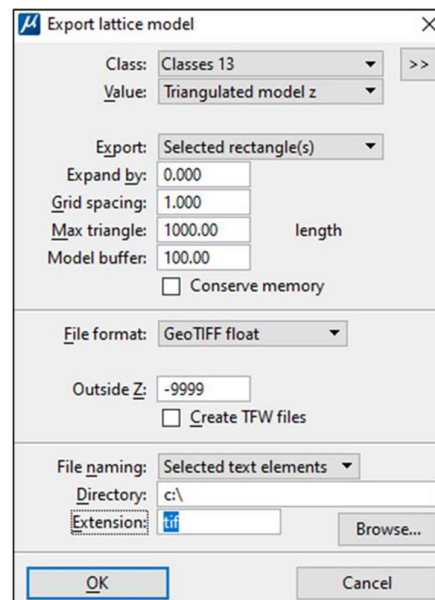 µ Export lattice model
Class: Classes 13 >>
Value: Triangulated model z
Export: Selected rectangle(s)
Expand by: 0.000
Grid spacing: 1.000
Max triangle: 1000.00 length
Model buffer: 100.00
Conserve memory
File format: GeoTIFF float
Outside Z: -9999
Create TFW files
File naming: Selected text elements
Directory: c:\
Extension: tif Browse...
OK Cancel